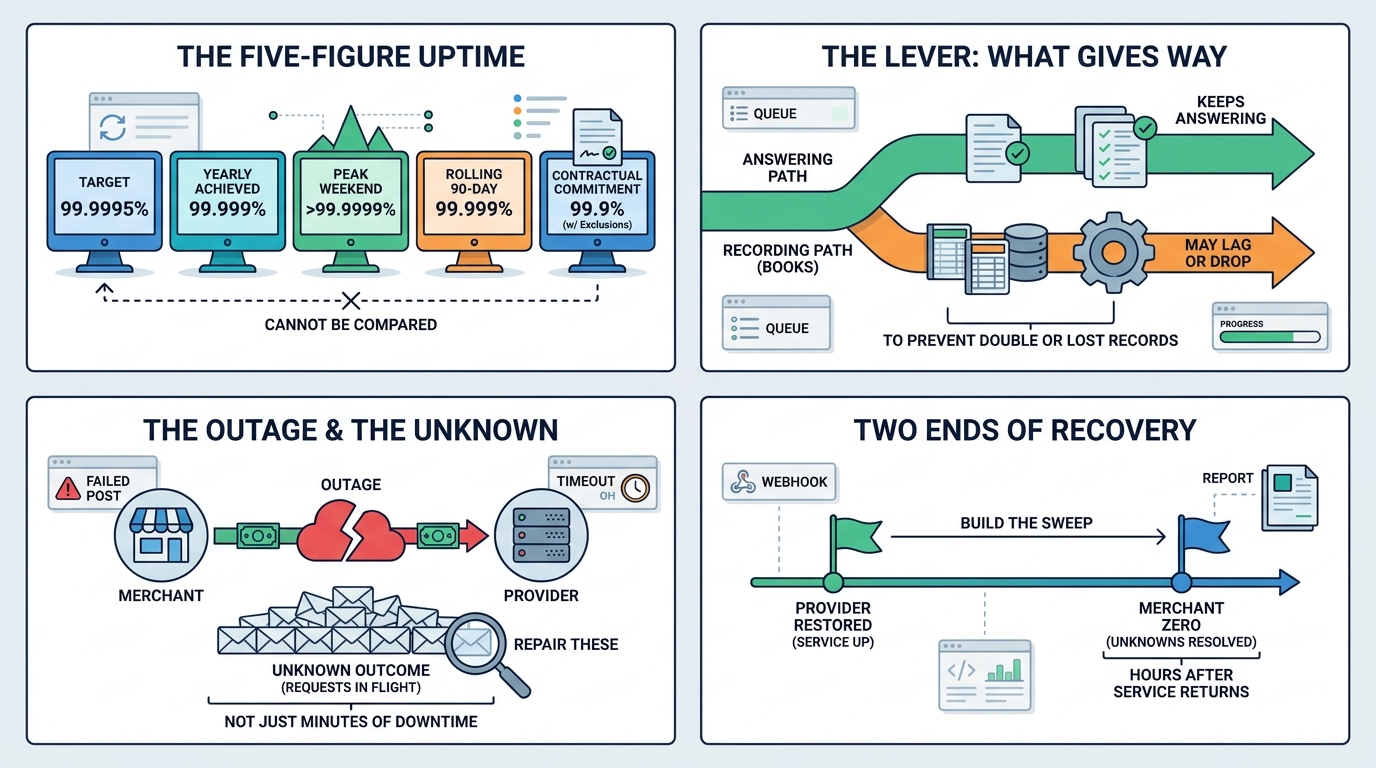 THE FIVE-FIGURE UPTIME
TARGET
99.9995%
YEARLY
ACHIEVED
99.999%
PEAK
WEEKEND
>99.9999%
ROLLING
90-DAY
99.999%
CONTRACTUAL
COMMITMENT
99.9%
(w/ Exclusions)
CANNOT BE COMPARED
THE LEVER: WHAT GIVES WAY
QUEUE
KEEPS
ANSWERING
ANSWERING
PATH
RECORDING PATH
(BOOKS)
MAY LAG
OR DROP
QUEUE
TO PREVENT DOUBLE OR LOST RECORDS
PROGRESS
THE OUTAGE & THE UNKNOWN
FAILED
POST
OUTAGE
TIMEOUT
OH
MERCHANT
PROVIDER
REPAIR THESE
UNKNOWN OUTCOME
(REQUESTS IN FLIGHT)
NOT JUST MINUTES OF DOWNTIME
TWO ENDS OF RECOVERY
WEBHOOK
REPORT
BUILD THE SWEEP
PROVIDER
RESTORED
(SERVICE UP)
MERCHANT
ZERO
(UNKNOWNS RESOLVED)
HOURS AFTER
SERVICE RETURNS